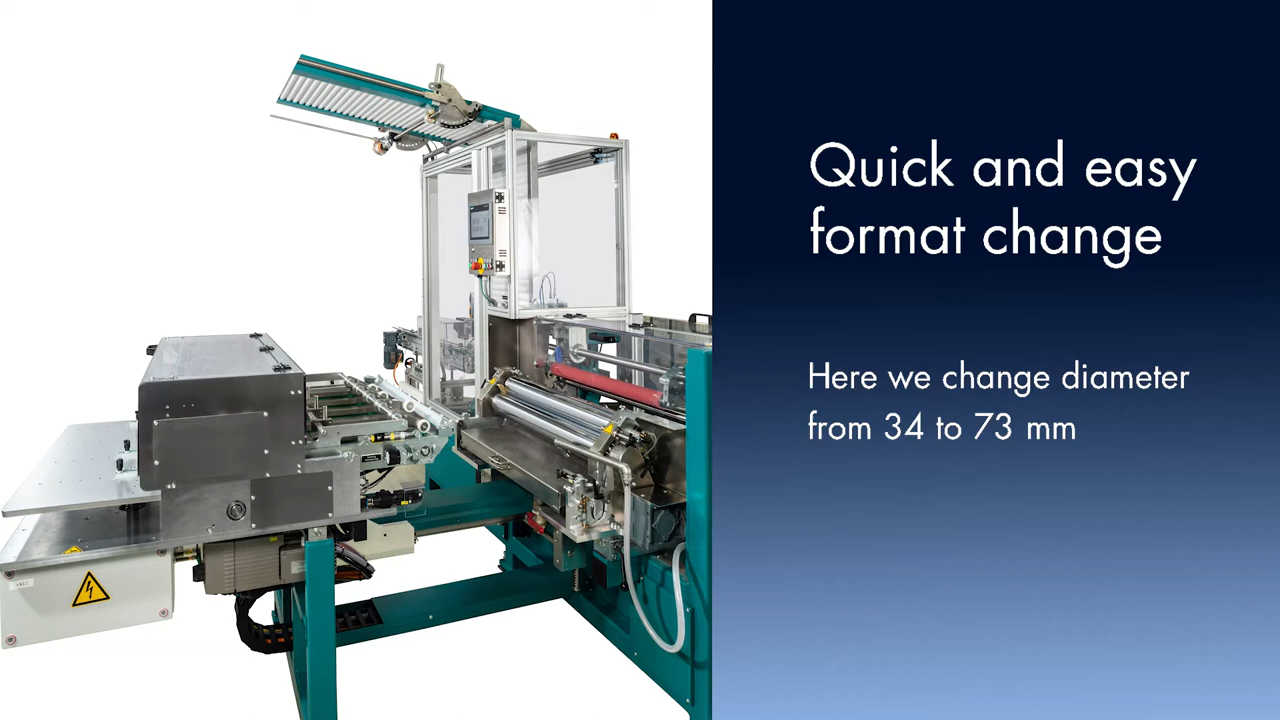 Quick and easy
format change
Here we change diameter
from 34 to 73 mm